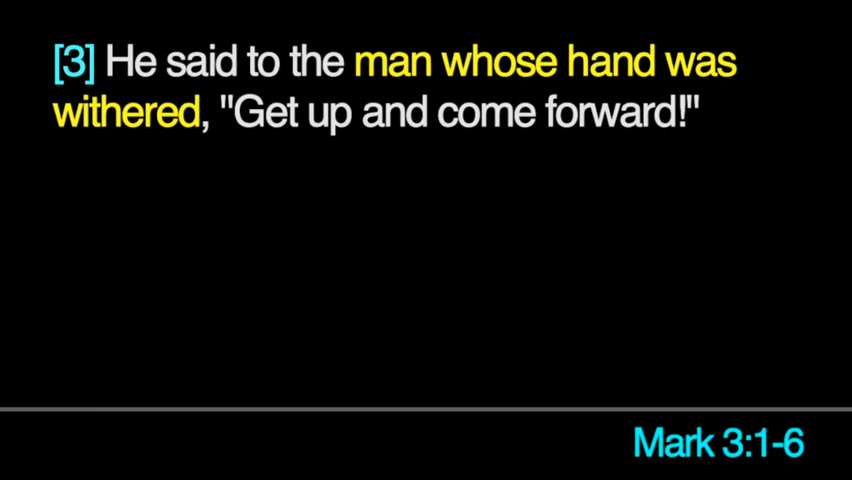 [3] He said to the man whose hand was
withered, "Get up and come forward!"
Mark 3:1-6